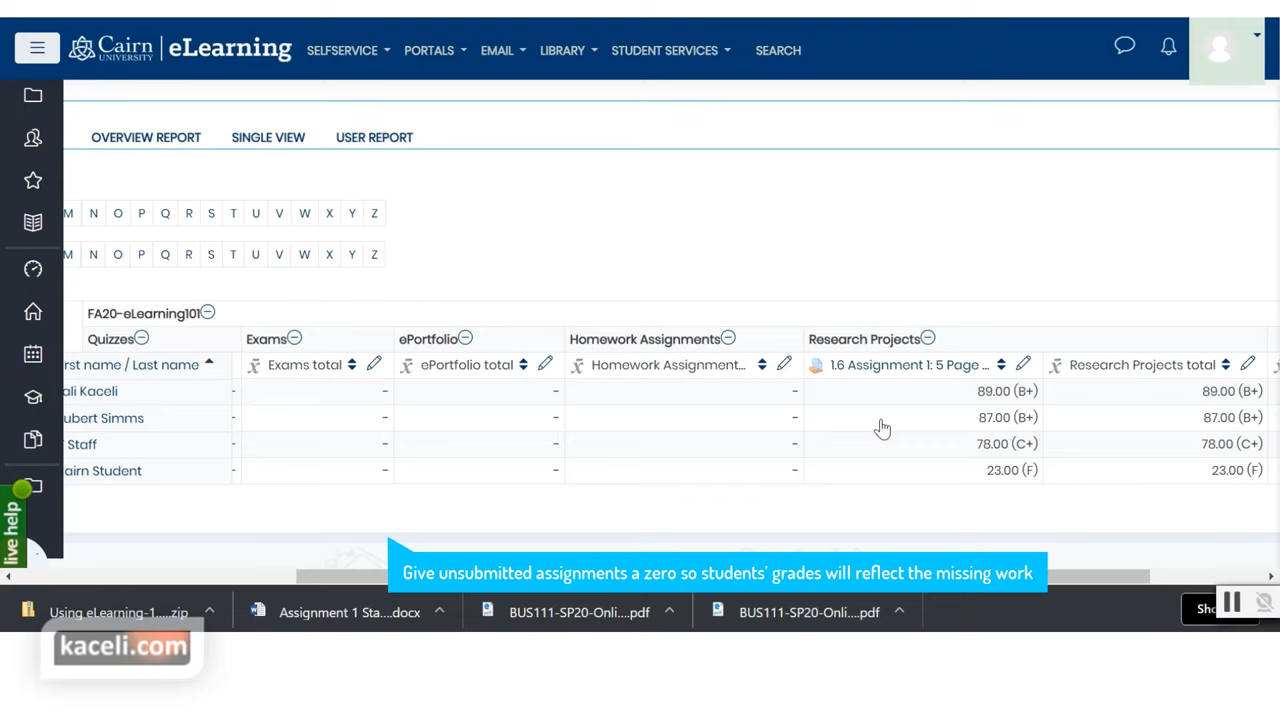 Cairn UNIVERSITY eLearning SELFSERVICE PORTALS EMAIL LIBRARY STUDENT SERVICES SEARCH
OVERVIEW REPORT SINGLE VIEW USER REPORT
M N O P Q R S T U V W X Y Z
M N O P Q R S T U V W X Y Z
FA20-eLearning101
Quizzes Exams ePortfolio Homework Assignments Research Projects
rst name / Last name Exams total ePortfolio total Homework Assignment... 1.6 Assignment 1: 5 Page ... Research Projects total
ali Kaceli - - - - 89.00 (B+) 89.00 (B+)
ubert Simms - - - - 87.00 (B+) 87.00 (B+)
Staff - - - - 78.00 (C+) 78.00 (C+)
airn Student - - - - 23.00 (F) 23.00 (F)
live help
Give unsubmitted assignments a zero so students' grades will reflect the missing work
Using eLearning-1.....zip Assignment 1 Sta....docx BUS111-SP20-Onli....pdf BUS111-SP20-Onli....pdf Sho
kaceli.com